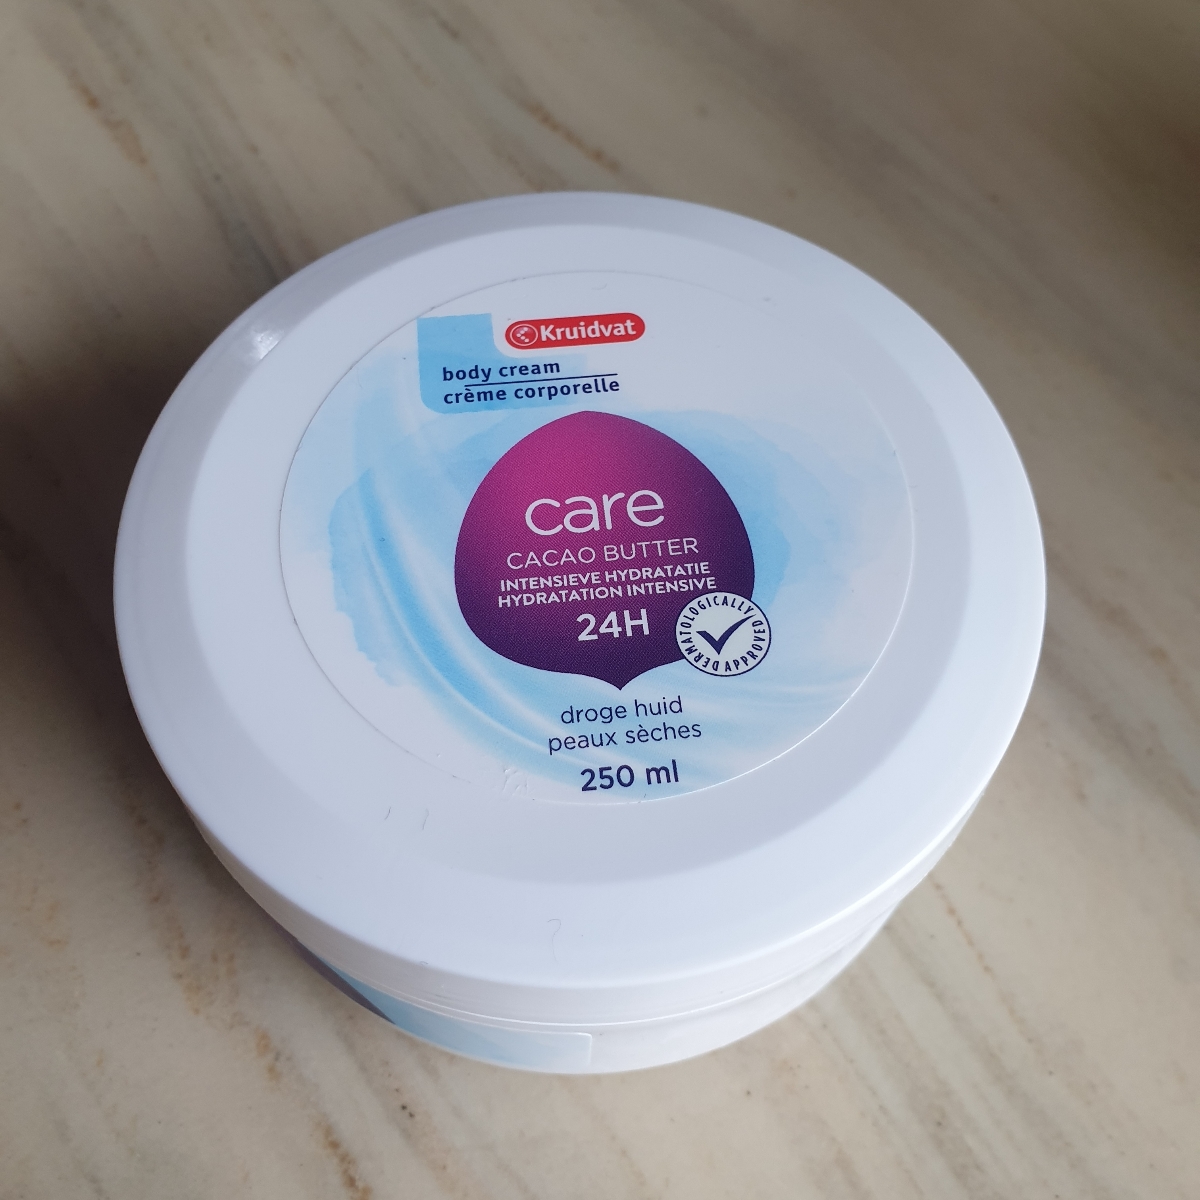 Kruidvat
body cream
crème corporelle
care
CACAO BUTTER
INTENSIEVE HYDRATATIE
HYDRATATION INTENSIVE
24H
DERMATOLOGICALLY APPROVED
droge huid
peaux sèches
250 ml